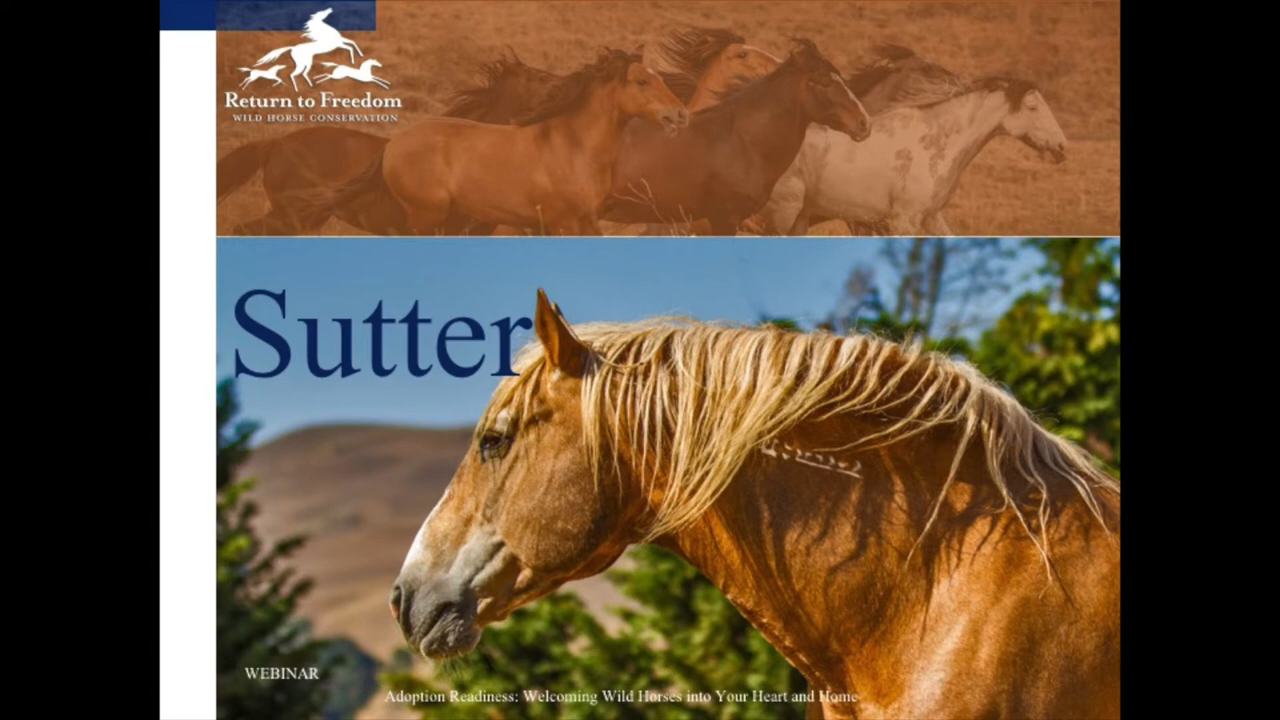 Return to Freedom
WILD HORSE CONSERVATION
Sutter
WEBINAR
Adoption Readiness: Welcoming Wild Horses into Your Heart and Home